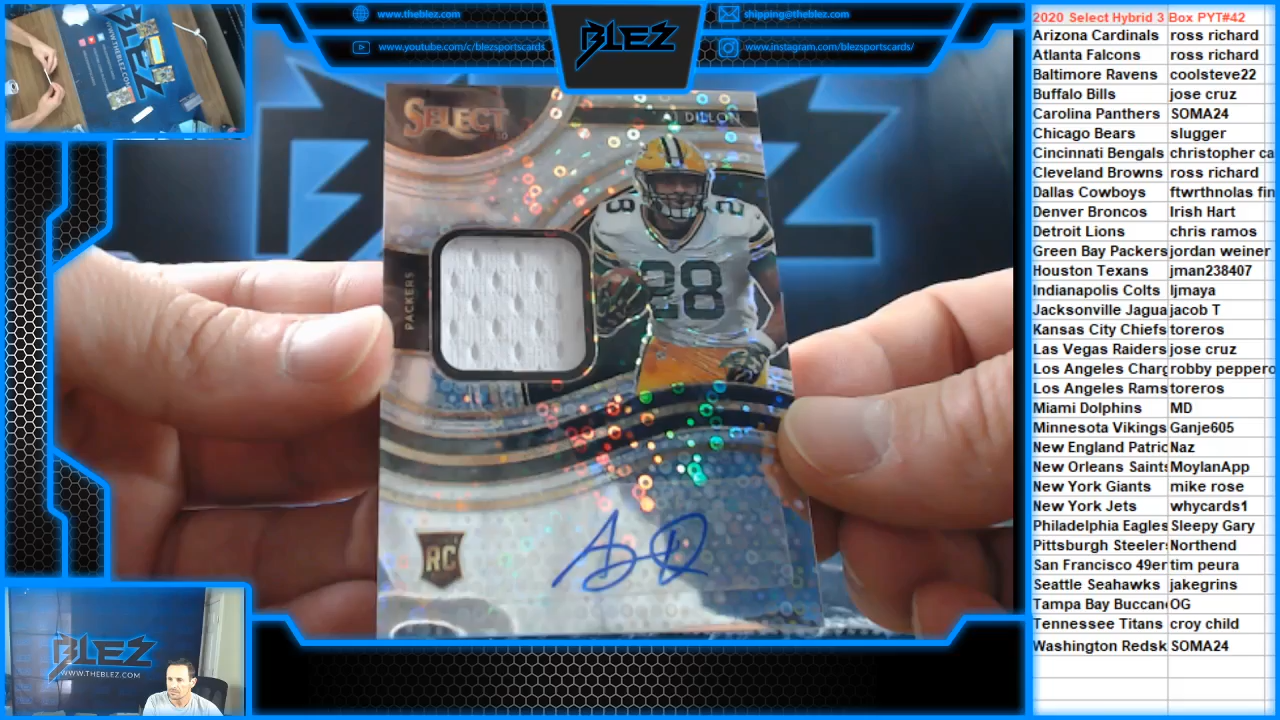 www.theblez.com
www.youtube.com/c/blezsportscards
BLEZ
shipping@theblez.com
www.instagram.com/blezsportscards/
BLEZ
SELECT
DILLON
PACKERS
28
RC
BLEZ
WWW.THEBLEZ.COM
2020 Select Hybrid 3 Box PYT#42
Arizona Cardinals ross richard
Atlanta Falcons ross richard
Baltimore Ravens coolsteve22
Buffalo Bills jose cruz
Carolina Panthers SOMA24
Chicago Bears slugger
Cincinnati Bengals christopher ca
Cleveland Browns ross richard
Dallas Cowboys ftwrthnolas fin
Denver Broncos Irish Hart
Detroit Lions chris ramos
Green Bay Packers jordan weiner
Houston Texans jman238407
Indianapolis Colts ljmaya
Jacksonville Jagua jacob T
Kansas City Chiefs toreros
Las Vegas Raiders jose cruz
Los Angeles Charg robby peppero
Los Angeles Rams toreros
Miami Dolphins MD
Minnesota Vikings Ganje605
New England Patric Naz
New Orleans Saints MoylanApp
New York Giants mike rose
New York Jets whycards1
Philadelphia Eagles Sleepy Gary
Pittsburgh Steelers Northend
San Francisco 49er tim peura
Seattle Seahawks jakegrins
Tampa Bay Buccan OG
Tennessee Titans croy child
Washington Redsk SOMA24